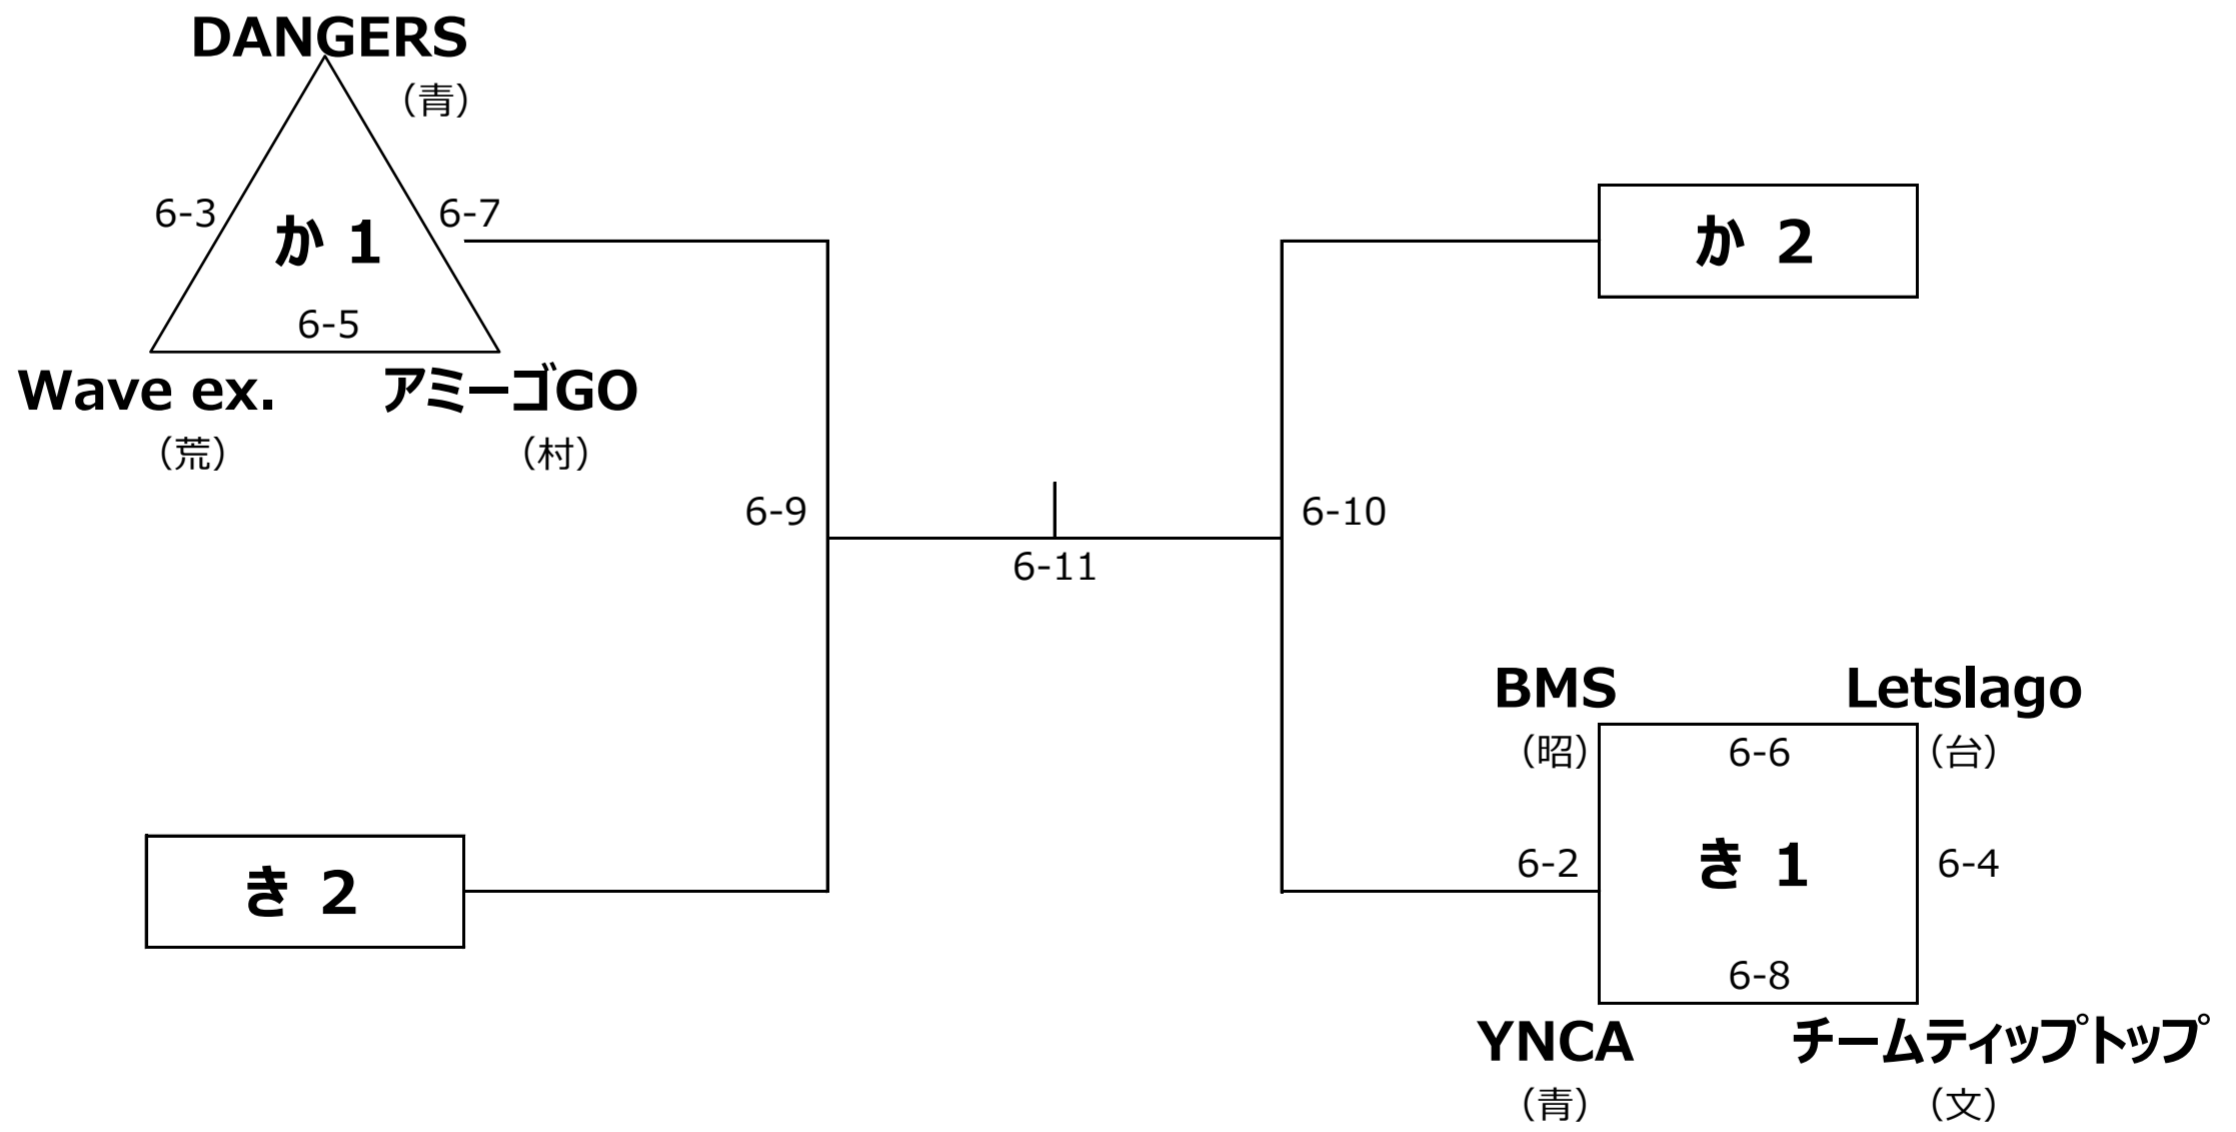 DANGERS
（青）
6-3
か 1
6-7
6-5
Wave ex.
アミーゴGO
（荒）
（村）
か 2
6-9
6-10
6-11
BMS
Letslago
（昭）
6-6
（台）
6-2
き 1
6-4
き 2
6-8
YNCA
チームティップトップ
（青）
（文）